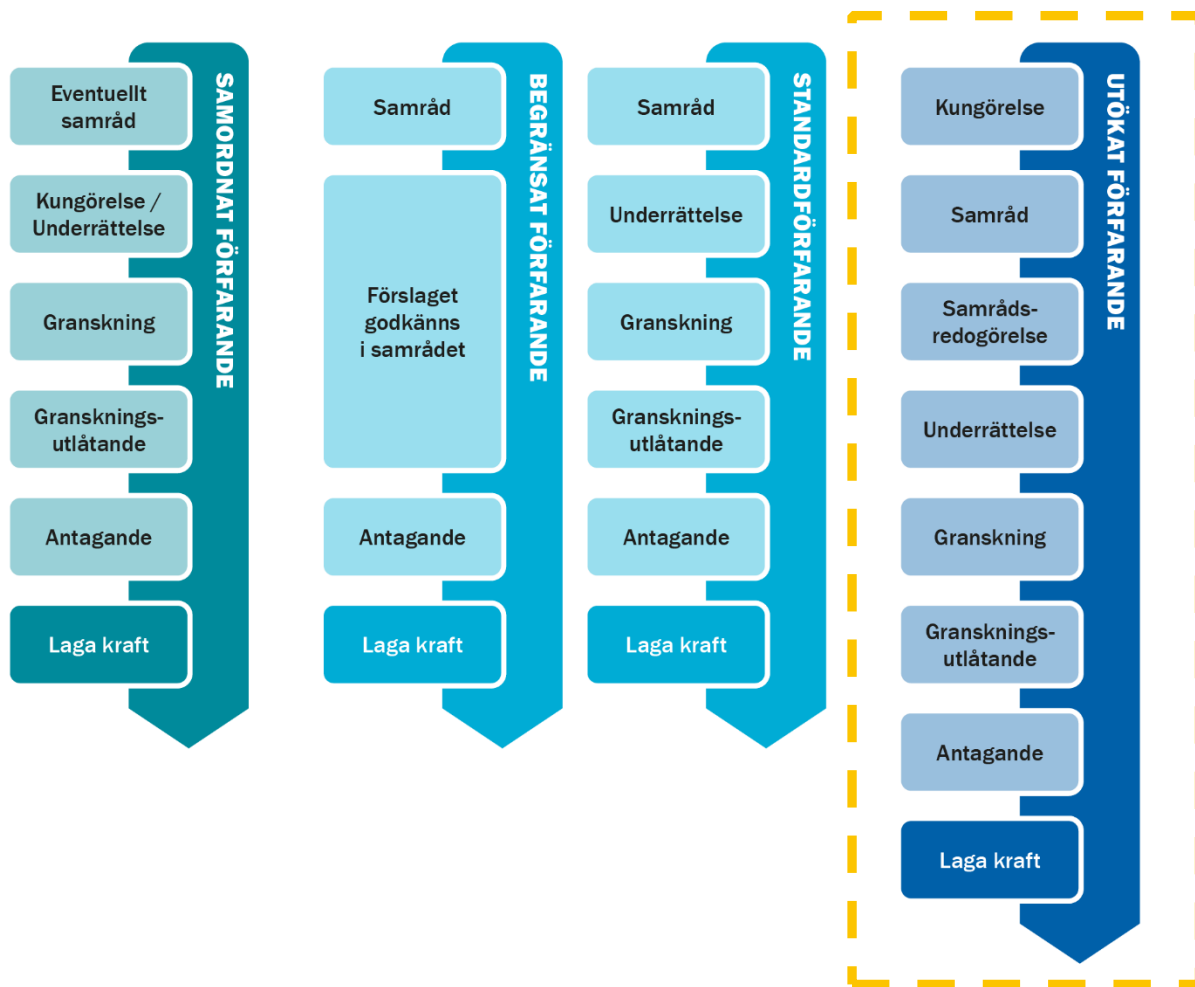 SAMORDNAT FÖRFARANDE
Eventuellt
samråd
Kungörelse /
Underrättelse
Granskning
Gransknings-
utlåtande
Antagande
Laga kraft
BEGRÄNSAT FÖRFARANDE
Samråd
Förslaget
godkänns
i samrådet
Antagande
Laga kraft
STANDARDFÖRFARANDE
Samråd
Underrättelse
Granskning
Gransknings-
utlåtande
Antagande
Laga kraft
UTÖKAT FÖRFARANDE
Kungörelse
Samråd
Samråds-
redogörelse
Underrättelse
Granskning
Gransknings-
utlåtande
Antagande
Laga kraft